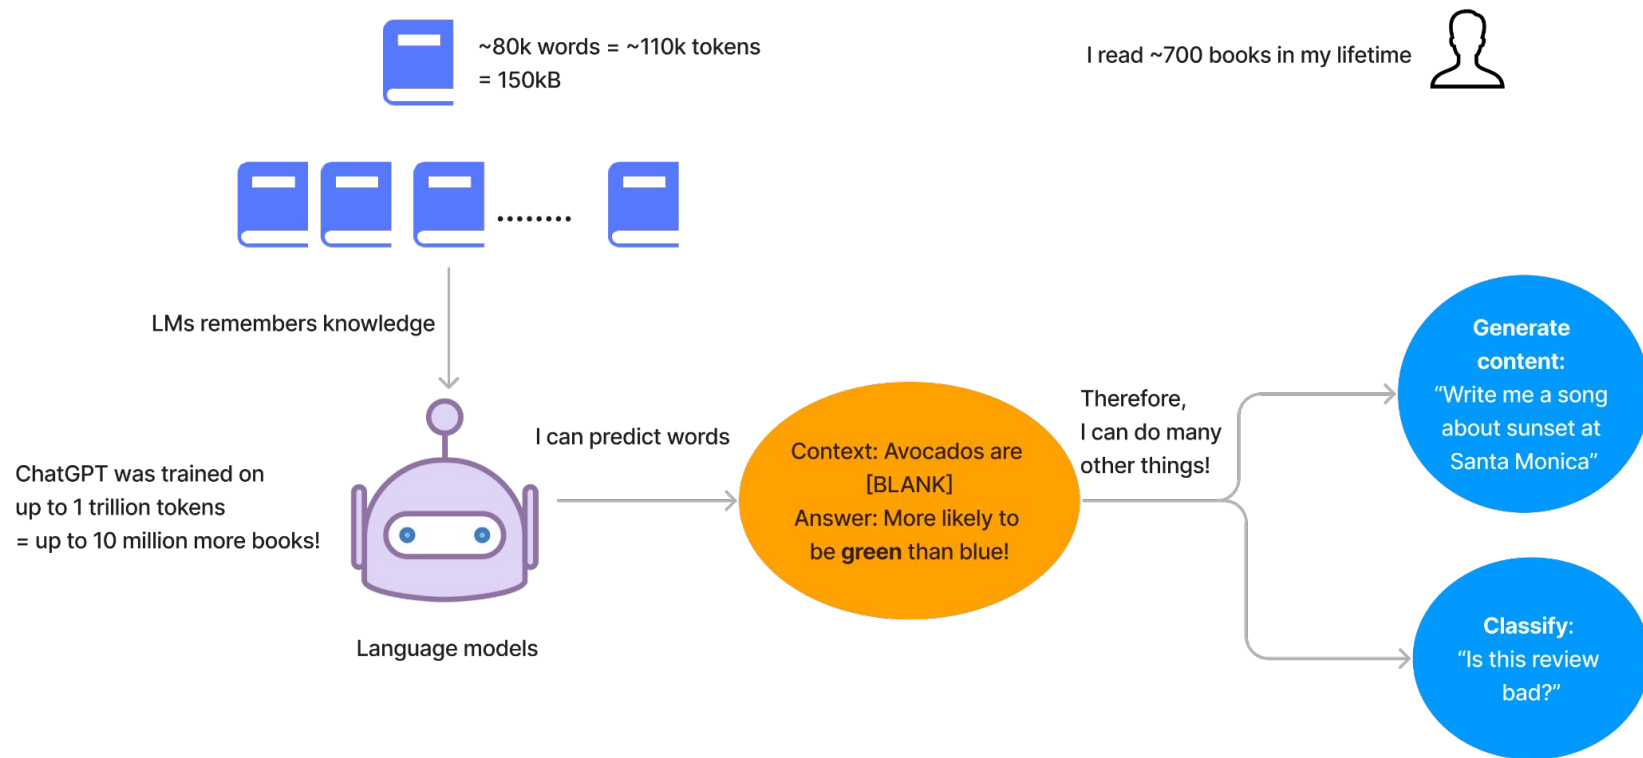 ~80k words = ~110k tokens
= 150kB
I read ~700 books in my lifetime
LMs remembers knowledge
ChatGPT was trained on
up to 1 trillion tokens
= up to 10 million more books!
Language models
I can predict words
Context: Avocados are
[BLANK]
Answer: More likely to
be green than blue!
Therefore,
I can do many
other things!
Generate
content:
“Write me a song
about sunset at
Santa Monica”
Classify:
“Is this review
bad?”